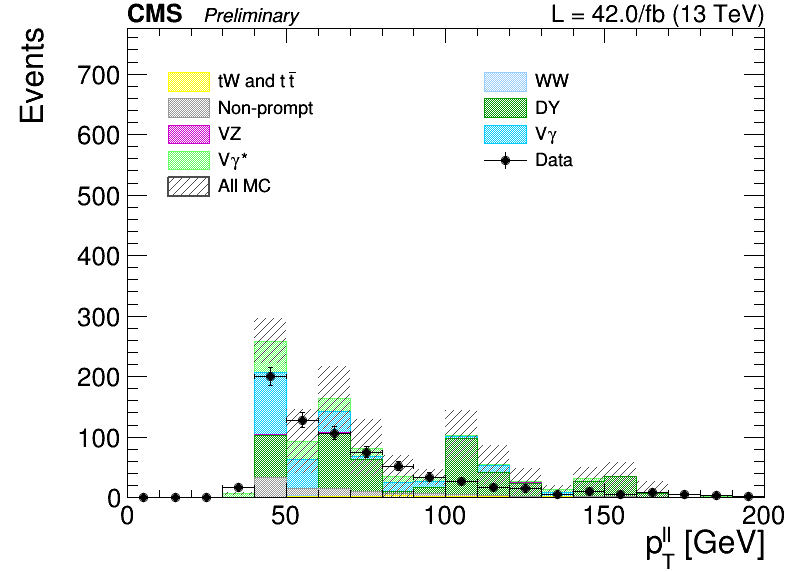 CMS Preliminary L = 42.0/fb (13 TeV)
Events
700
600
500
400
300
200
100
0
tW and t t̄
Non-prompt
VZ
Vγ*
All MC
WW
DY
Vγ
Data
0 50 100 150 200
p_T^ll [GeV]